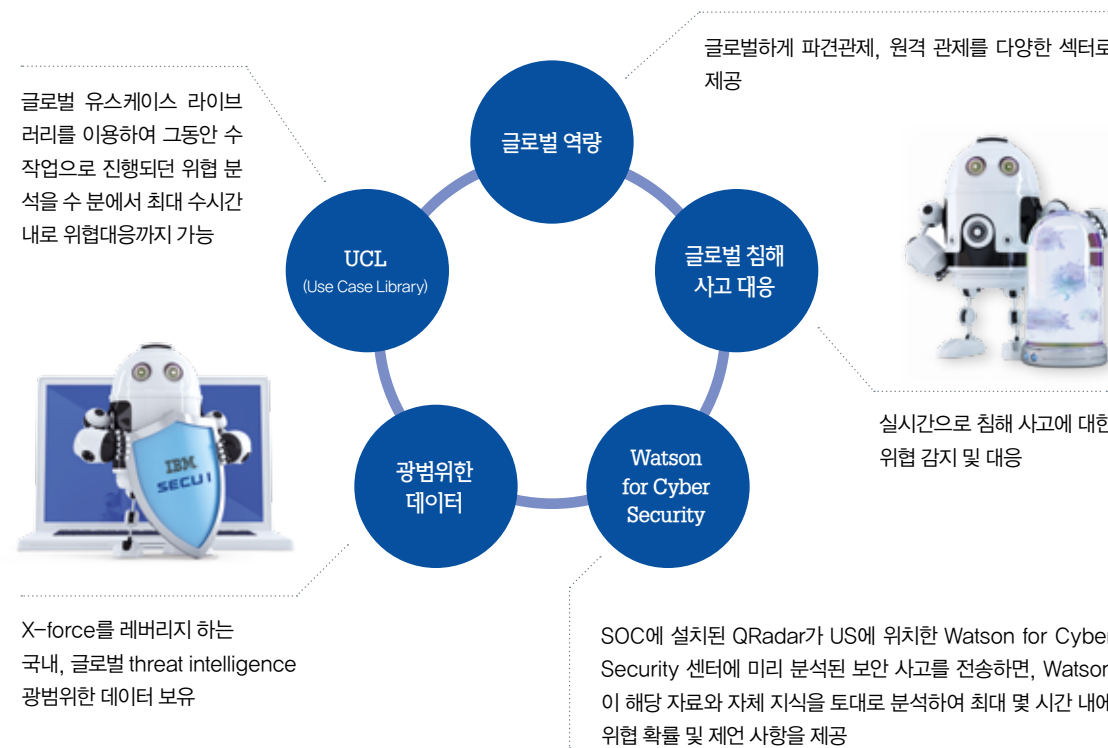 글로벌하게 파견관제, 원격 관제를 다양한 섹터로
제공
글로벌 유스케이스 라이브
러리를 이용하여 그동안 수
작업으로 진행되던 위협 분
석을 수 분에서 최대 수시간
내로 위협대응까지 가능
글로벌 역량
UCL
(Use Case Library)
글로벌 침해
사고 대응
실시간으로 침해 사고에 대한
위협 감지 및 대응
광범위한
데이터
Watson
for Cyber
Security
IBM
SECUI
X-force를 레버리지 하는
국내, 글로벌 threat intelligence
광범위한 데이터 보유
SOC에 설치된 QRadar가 US에 위치한 Watson for Cyber
Security 센터에 미리 분석된 보안 사고를 전송하면, Watson
이 해당 자료와 자체 지식을 토대로 분석하여 최대 몇 시간 내에
위협 확률 및 제언 사항을 제공